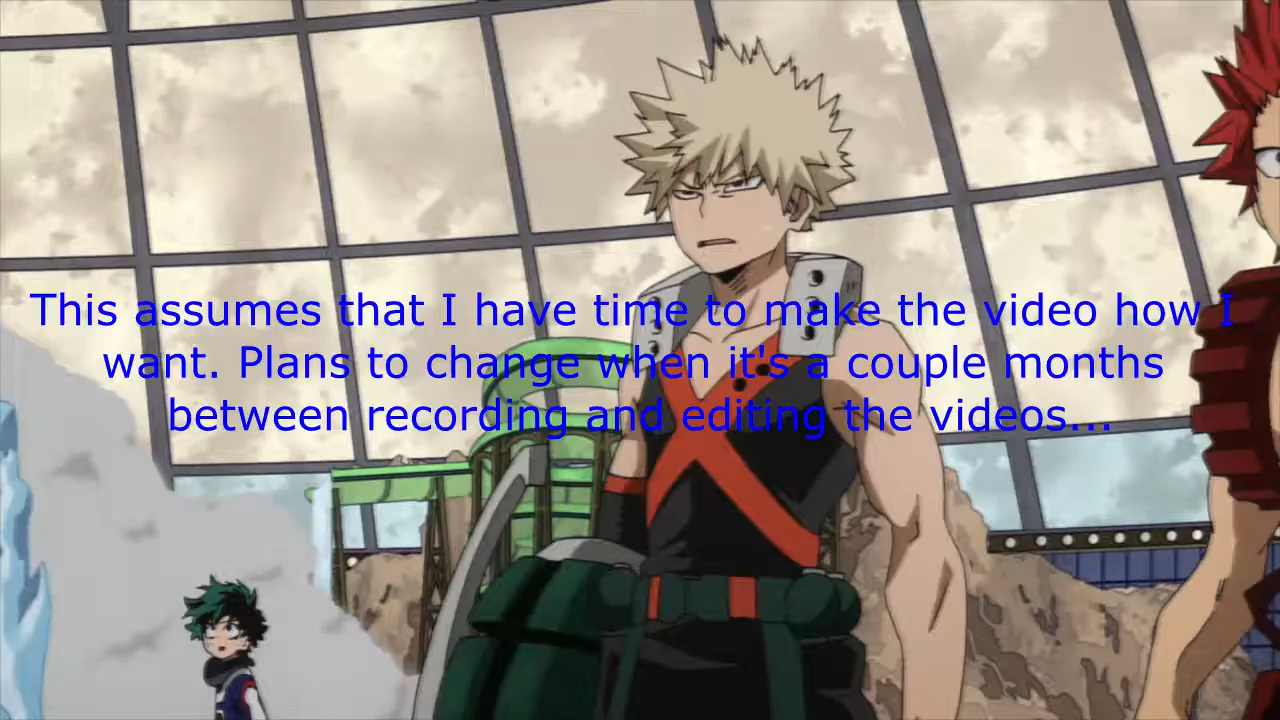 This assumes that I have time to make the video how I
want. Plans to change when it's a couple months
between recording and editing the videos...